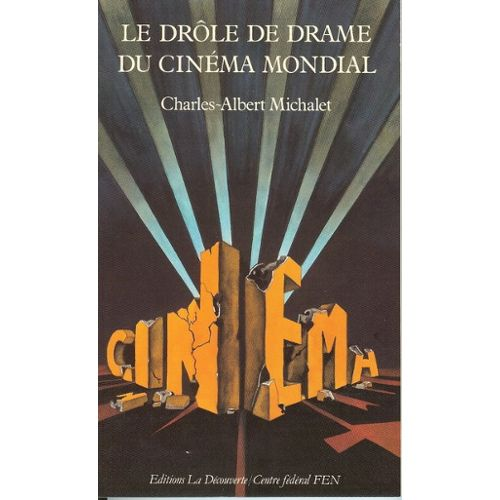 LE DRÔLE DE DRAME
DU CINÉMA MONDIAL
Charles-Albert Michalet
CINEMA
Editions La Découverte/Centre fédéral FEN